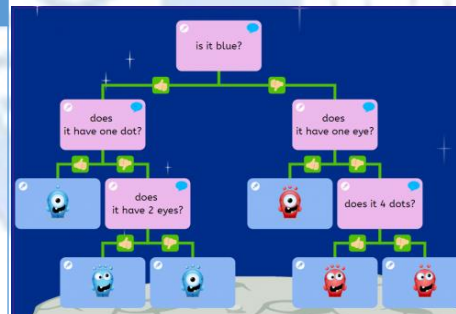 is it blue?
does
it have one dot?
does
it have one eye?
does
it have 2 eyes?
does it 4 dots?